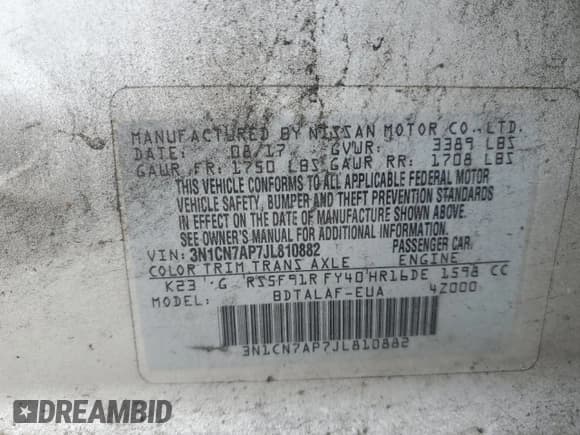 MANUFACTURED BY NISSAN MOTOR CO., LTD.
DATE: 08/17 GVWR: 3389 LBS
GAWR FR: 1750 LBS GAWR RR: 1708 LBS
THIS VEHICLE CONFORMS TO ALL APPLICABLE FEDERAL MOTOR
VEHICLE SAFETY, BUMPER AND THEFT PREVENTION STANDARDS
IN EFFECT ON THE DATE OF MANUFACTURE SHOWN ABOVE.
SEE OWNER'S MANUAL FOR ADDITIONAL INFORMATION.
VIN: 3N1CN7AP7JL810882 PASSENGER CAR
COLOR TRIM TRANS AXLE ENGINE
K23 G RS5F91R FY40 HR16DE 1598 CC
MODEL: BDTALAF-EUA 4Z000
3N1CN7AP7JL810882
DREAMBID